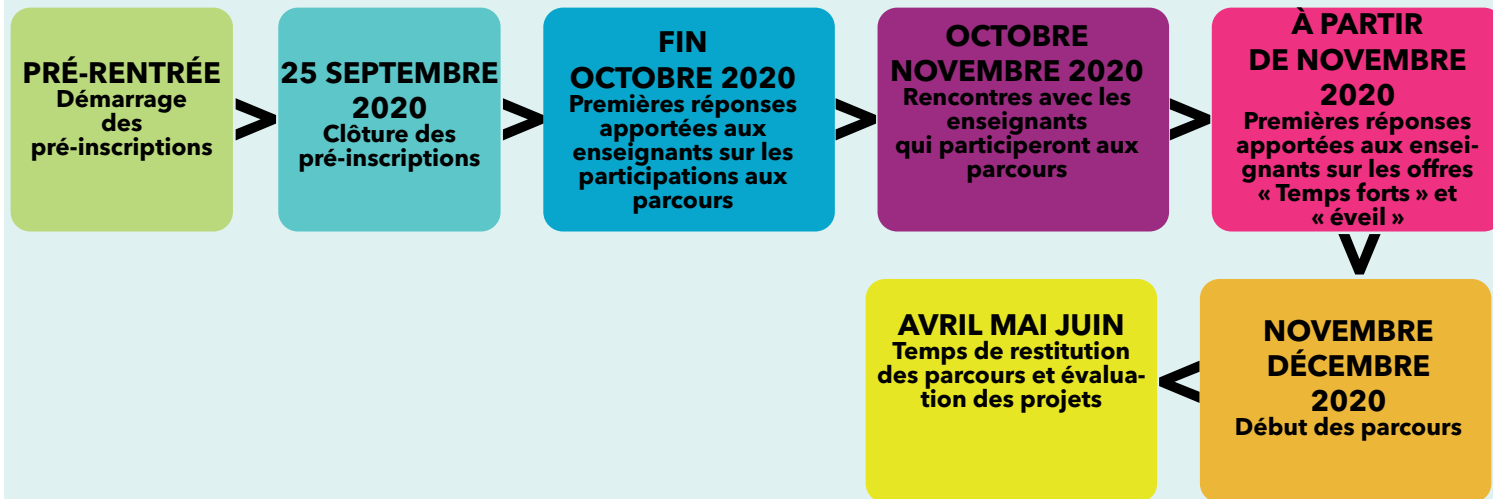 PRÉ-RENTRÉE
Démarrage
des
pré-inscriptions
>
25 SEPTEMBRE
2020
Clôture des
pré-inscriptions
>
FIN
OCTOBRE 2020
Premières réponses
apportées aux
enseignants sur les
participations aux
parcours
>
OCTOBRE
NOVEMBRE 2020
Rencontres avec les
enseignants
qui participeront aux
parcours
>
À PARTIR
DE NOVEMBRE
2020
Premières réponses
apportées aux ensei-
gnants sur les offres
« Temps forts » et
« éveil »
>
NOVEMBRE
DÉCEMBRE
2020
Début des parcours
<
AVRIL MAI JUIN
Temps de restitution
des parcours et évalua-
tion des projets